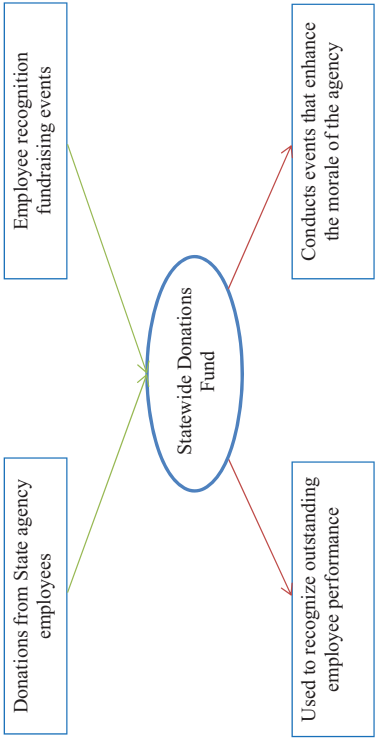 Donations from State agency
employees
Employee recognition
fundraising events
Statewide Donations
Fund
Used to recognize outstanding
employee performance
Conducts events that enhance
the morale of the agency